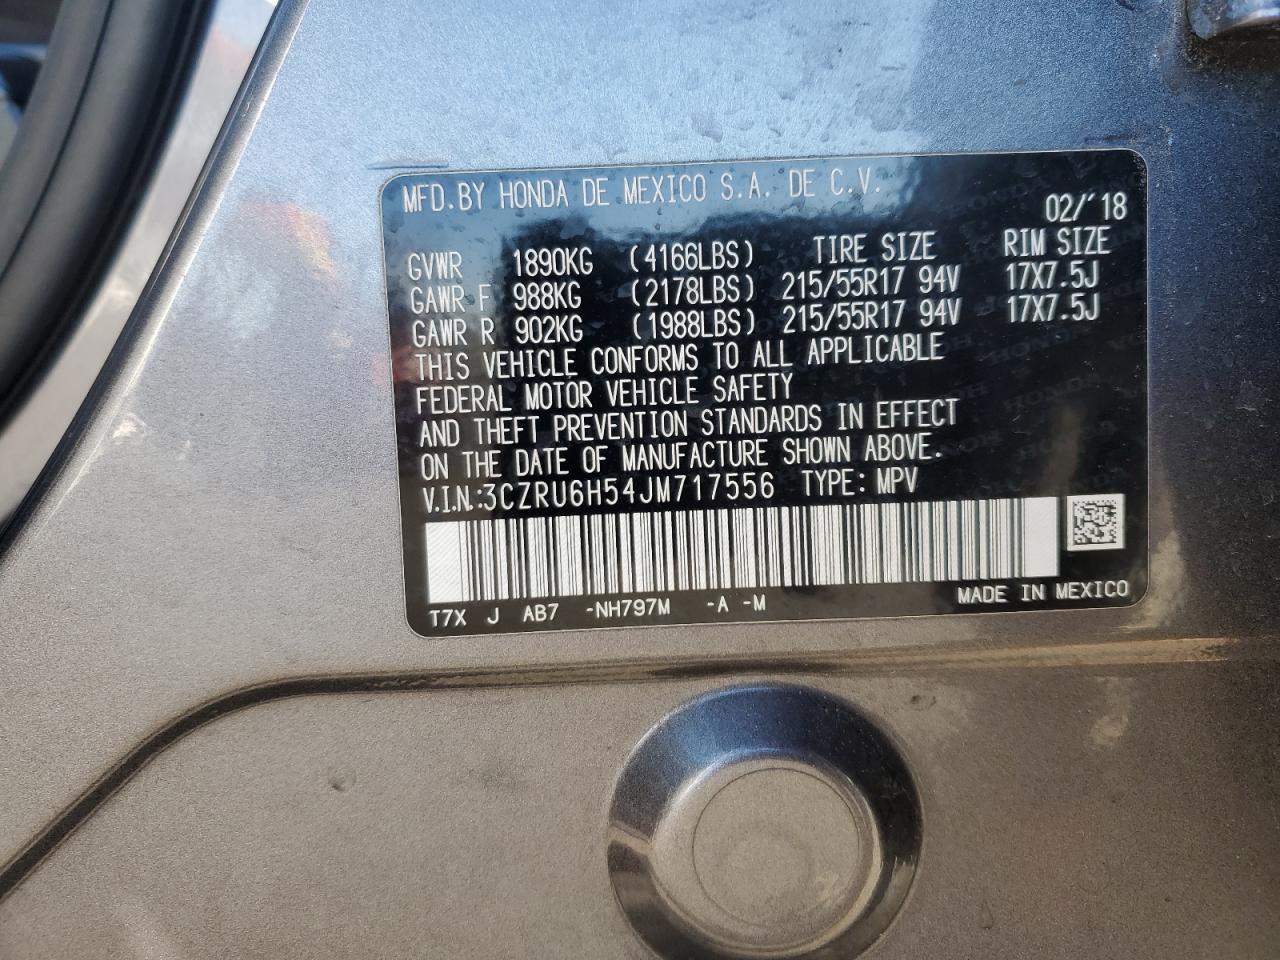 MFD.BY HONDA DE MEXICO S.A. DE C.V.
02/'18
GVWR 1890KG (4166LBS) TIRE SIZE RIM SIZE
GAWR F 988KG (2178LBS) 215/55R17 94V 17X7.5J
GAWR R 902KG (1988LBS) 215/55R17 94V 17X7.5J
THIS VEHICLE CONFORMS TO ALL APPLICABLE
FEDERAL MOTOR VEHICLE SAFETY
AND THEFT PREVENTION STANDARDS IN EFFECT
ON THE DATE OF MANUFACTURE SHOWN ABOVE.
V.I.N.:3CZRU6H54JM717556 TYPE: MPV
T7X J AB7 -NH797M -A -M MADE IN MEXICO